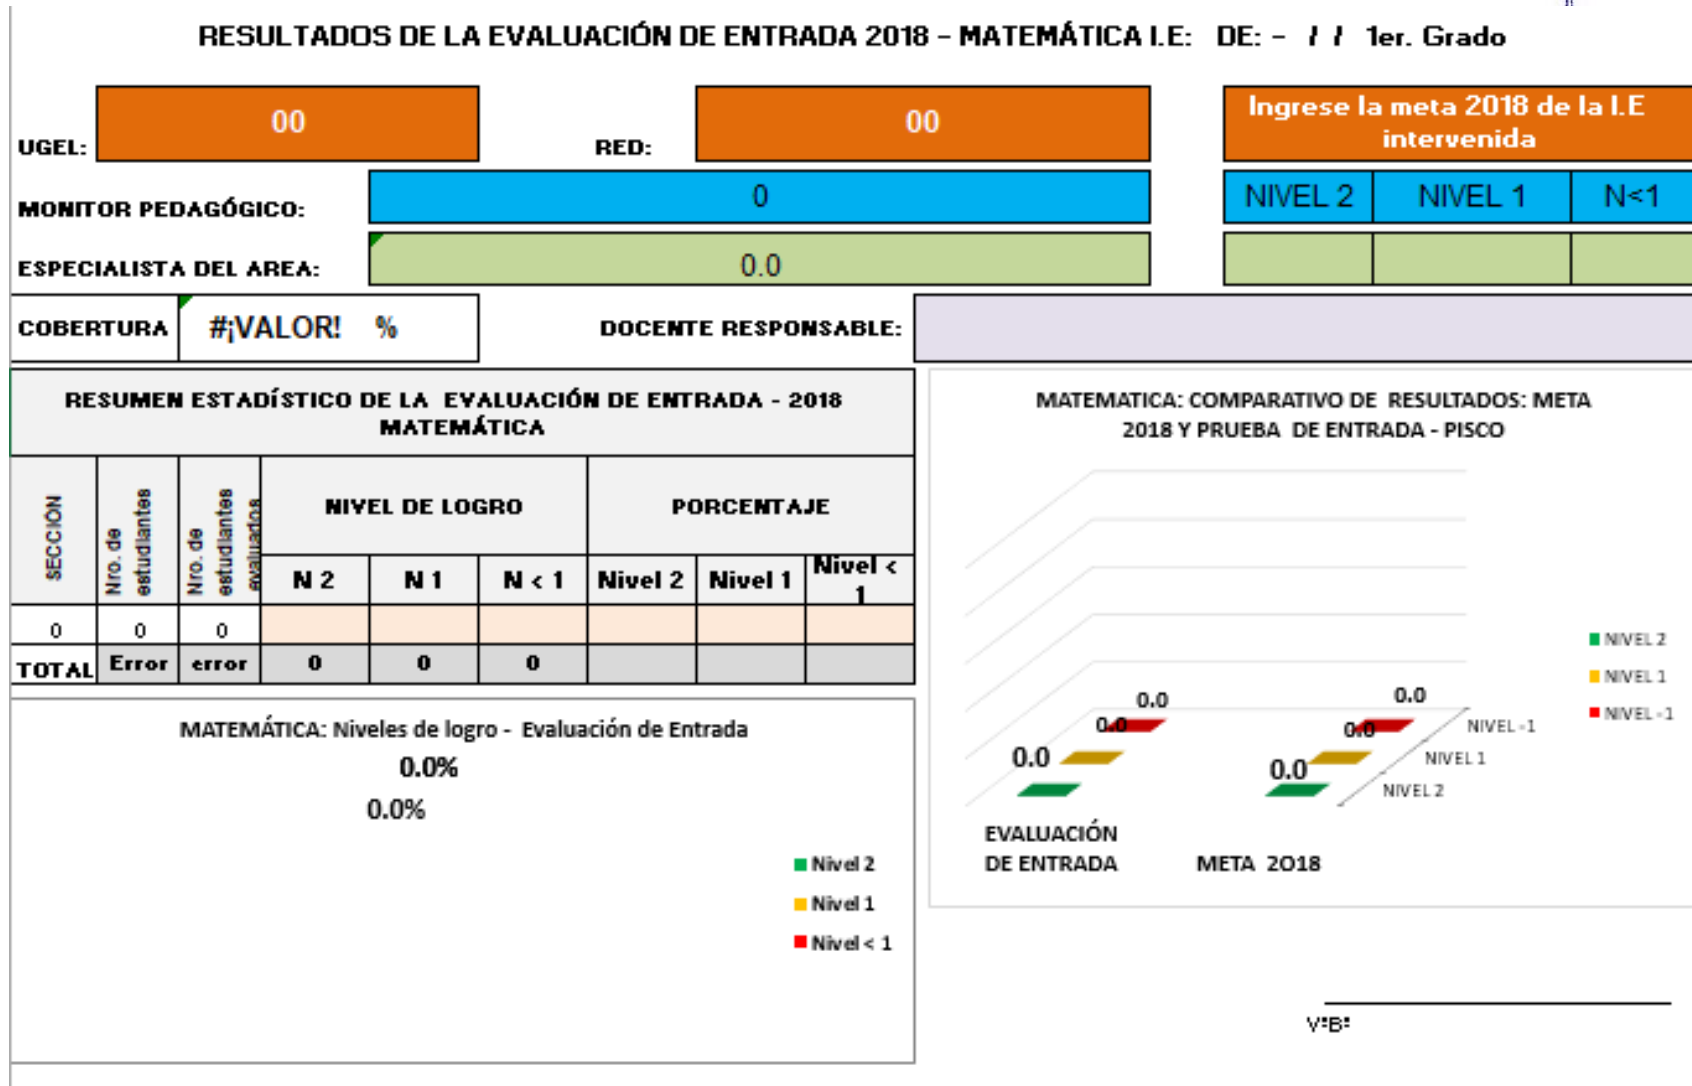 RESULTADOS DE LA EVALUACIÓN DE ENTRADA 2018 - MATEMÁTICA I.E: DE: - / / 1er. Grado
UGEL:
00
RED:
00
Ingrese la meta 2018 de la I.E
intervenida
MONITOR PEDAGÓGICO:
0
NIVEL 2
NIVEL 1
N<1
ESPECIALISTA DEL AREA:
0.0
COBERTURA
#¡VALOR! %
DOCENTE RESPONSABLE:
RESUMEN ESTADÍSTICO DE LA EVALUACIÓN DE ENTRADA - 2018
MATEMÁTICA
SECCION
Nro. de
estudiantes
Nro. de
estudiantes
evaluados
NIVEL DE LOGRO
PORCENTAJE
N 2
N 1
N < 1
Nivel 2
Nivel 1
Nivel <
1
0
0
0
TOTAL
Error
error
0
0
0
MATEMATICA: COMPARATIVO DE RESULTADOS: META
2018 Y PRUEBA DE ENTRADA - PISCO
0.0
0.0
0.0
0.0
0.0
0.0
NIVEL -1
NIVEL 1
NIVEL 2
EVALUACIÓN
DE ENTRADA
META 2O18
NIVEL 2
NIVEL 1
NIVEL -1
MATEMÁTICA: Niveles de logro - Evaluación de Entrada
0.0%
0.0%
Nivel 2
Nivel 1
Nivel < 1
V°B°